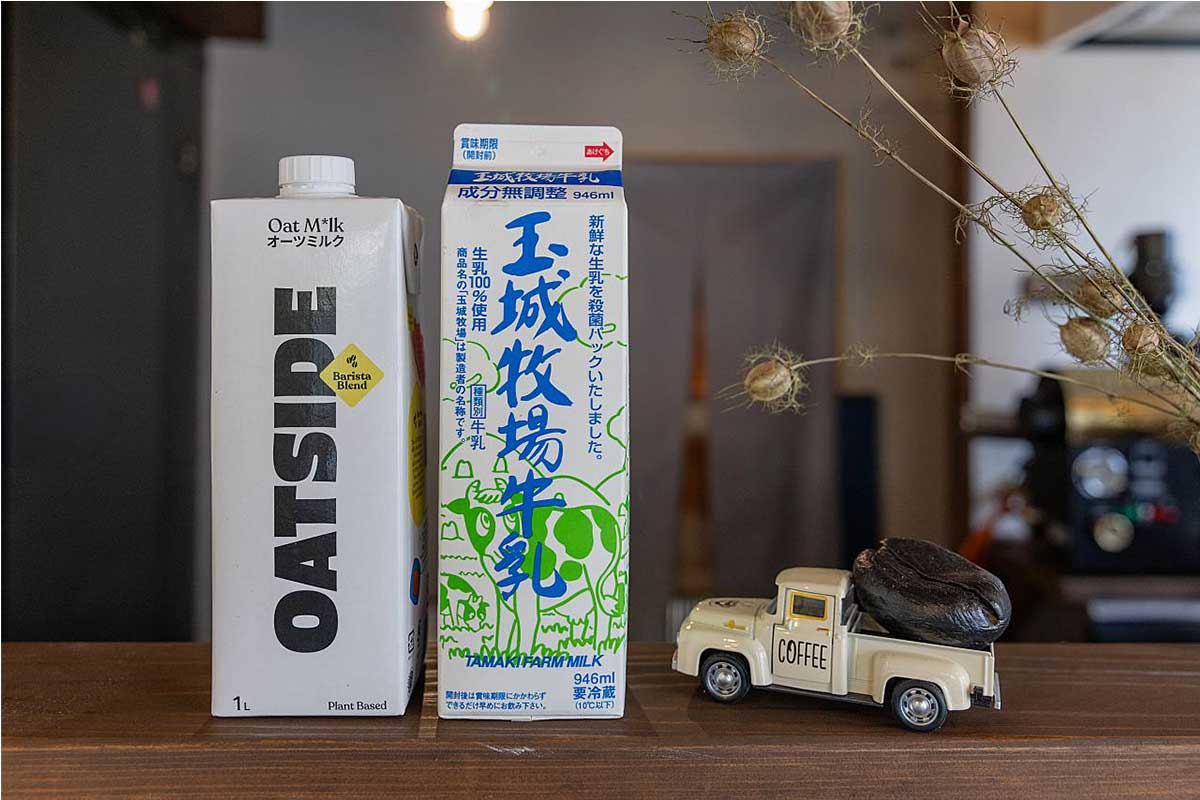 Oat M*lk
オーツミルク
OATSIDE
Barista
Blend
1L
Plant Based
賞味期限
(開封前)
あけぐち
玉城牧場牛乳
成分無調整 946ml
新鮮な生乳を殺菌パックいたしました。
玉城牧場牛乳
生乳100%使用
商品名の「玉城牧場」は製造者の名称です。
種類別 牛乳
TAMAKI FARM MILK
946ml
要冷蔵
(10℃以下)
開封後は賞味期限にかかわらず
できるだけ早めにお飲み下さい。
COFFEE